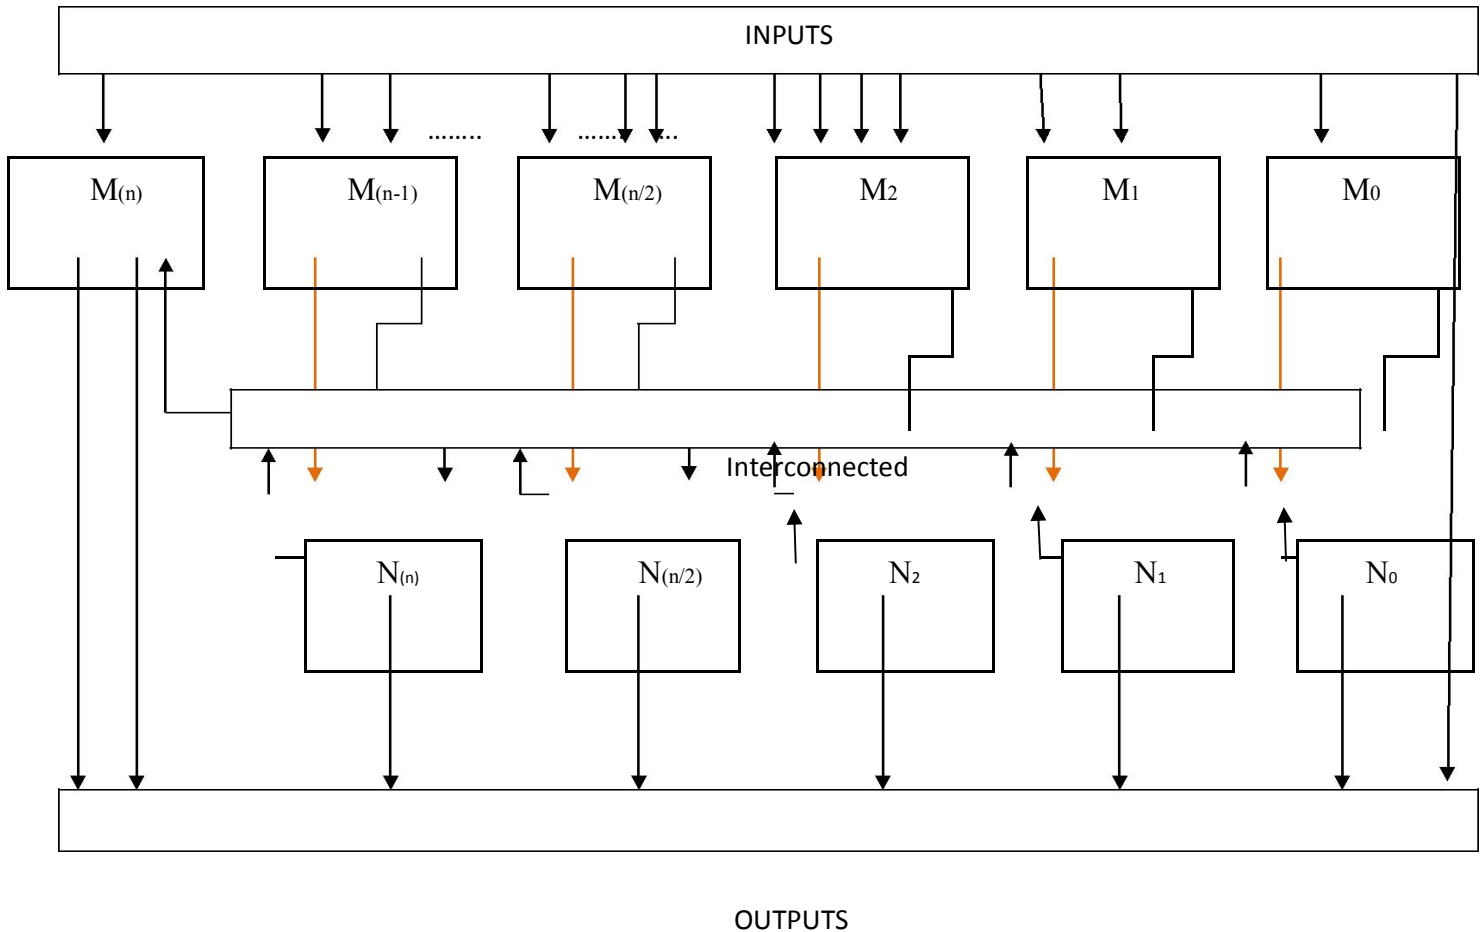 INPUTS
........ ....... ....
M(n) M(n-1) M(n/2) M2 M1 M0
Interconnected
N(n) N(n/2) N2 N1 N0
OUTPUTS